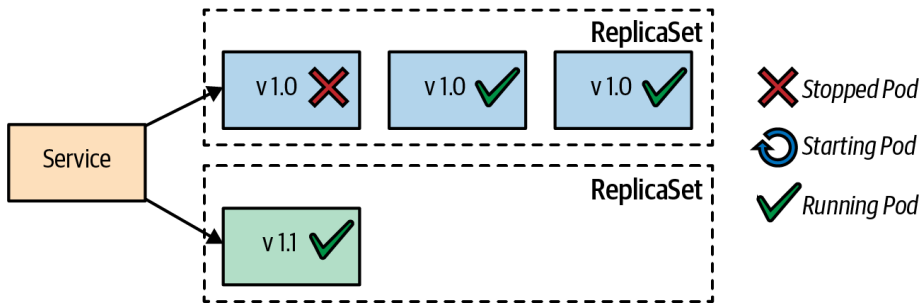 ReplicaSet
v 1.0
v 1.0
v 1.0
Service
ReplicaSet
v 1.1
Stopped Pod
Starting Pod
Running Pod